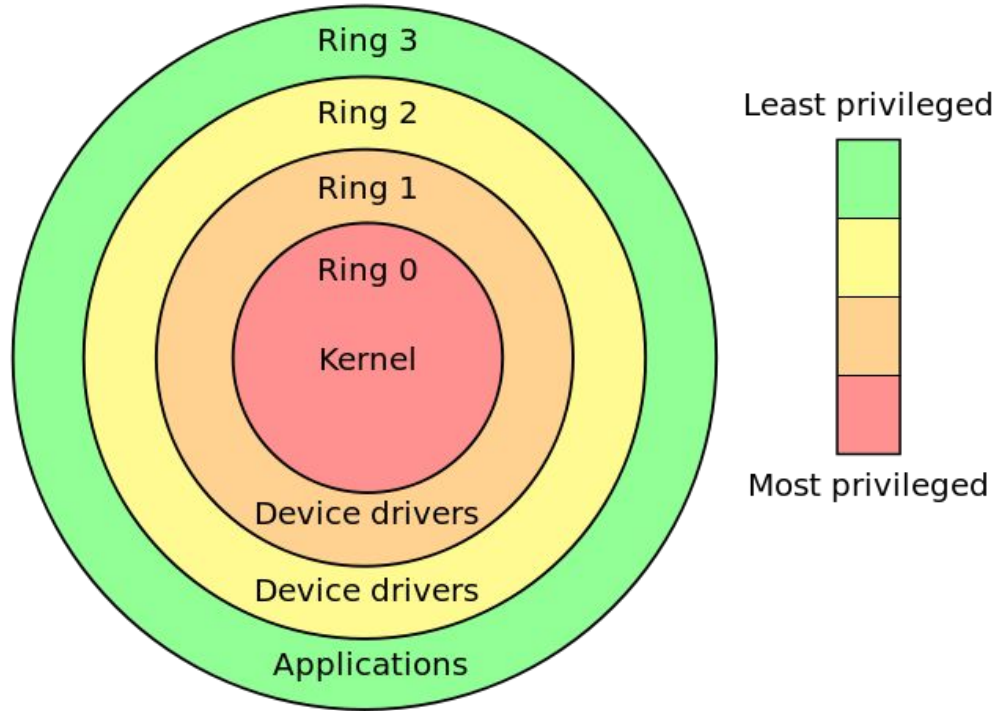 Ring 3
Ring 2
Ring 1
Ring 0
Kernel
Device drivers
Device drivers
Applications
Least privileged
Most privileged